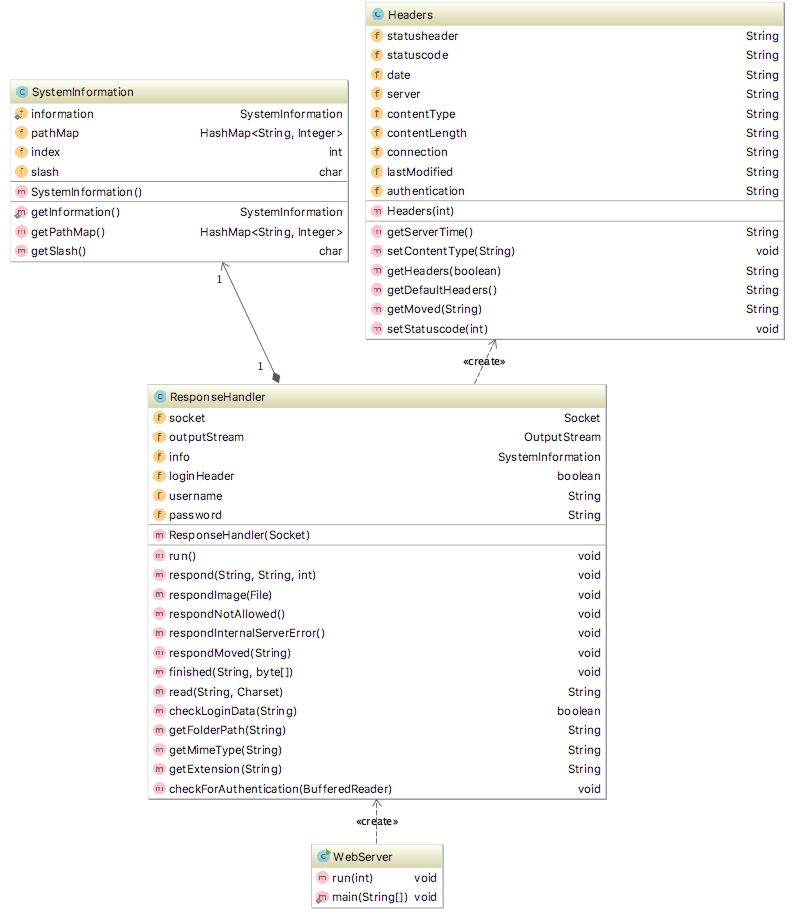 Headers
statusheader String
statuscode String
date String
server String
contentType String
contentLength String
connection String
lastModified String
authentication String
Headers(int)
getServerTime() String
setContentType(String) void
getHeaders(boolean) String
getDefaultHeaders() String
getMoved(String) String
setStatuscode(int) void
SystemInformation
information SystemInformation
pathMap HashMap<String, Integer>
index int
slash char
SystemInformation()
getInformation() SystemInformation
getPathMap() HashMap<String, Integer>
getSlash() char
1
1
«create»
ResponseHandler
socket Socket
outputStream OutputStream
info SystemInformation
loginHeader boolean
username String
password String
ResponseHandler(Socket)
run() void
respond(String, String, int) void
respondImage(File) void
respondNotAllowed() void
respondInternalServerError() void
respondMoved(String) void
finished(String, byte[]) void
read(String, Charset) String
checkLoginData(String) boolean
getFolderPath(String) String
getMimeType(String) String
getExtension(String) String
checkForAuthentication(BufferedReader) void
«create»
WebServer
run(int) void
main(String[]) void